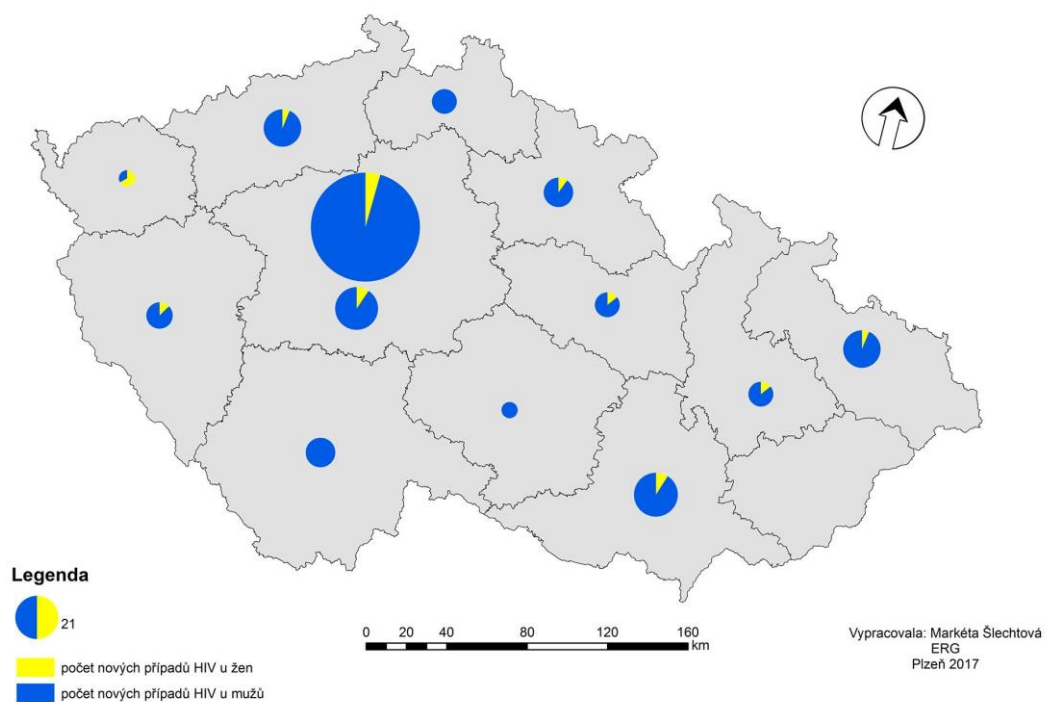 Legenda
21
počet nových případů HIV u žen
počet nových případů HIV u mužů
0 20 40 80 120 160
km
Vypracovala: Markéta Šlechtová
ERG
Plzeň 2017